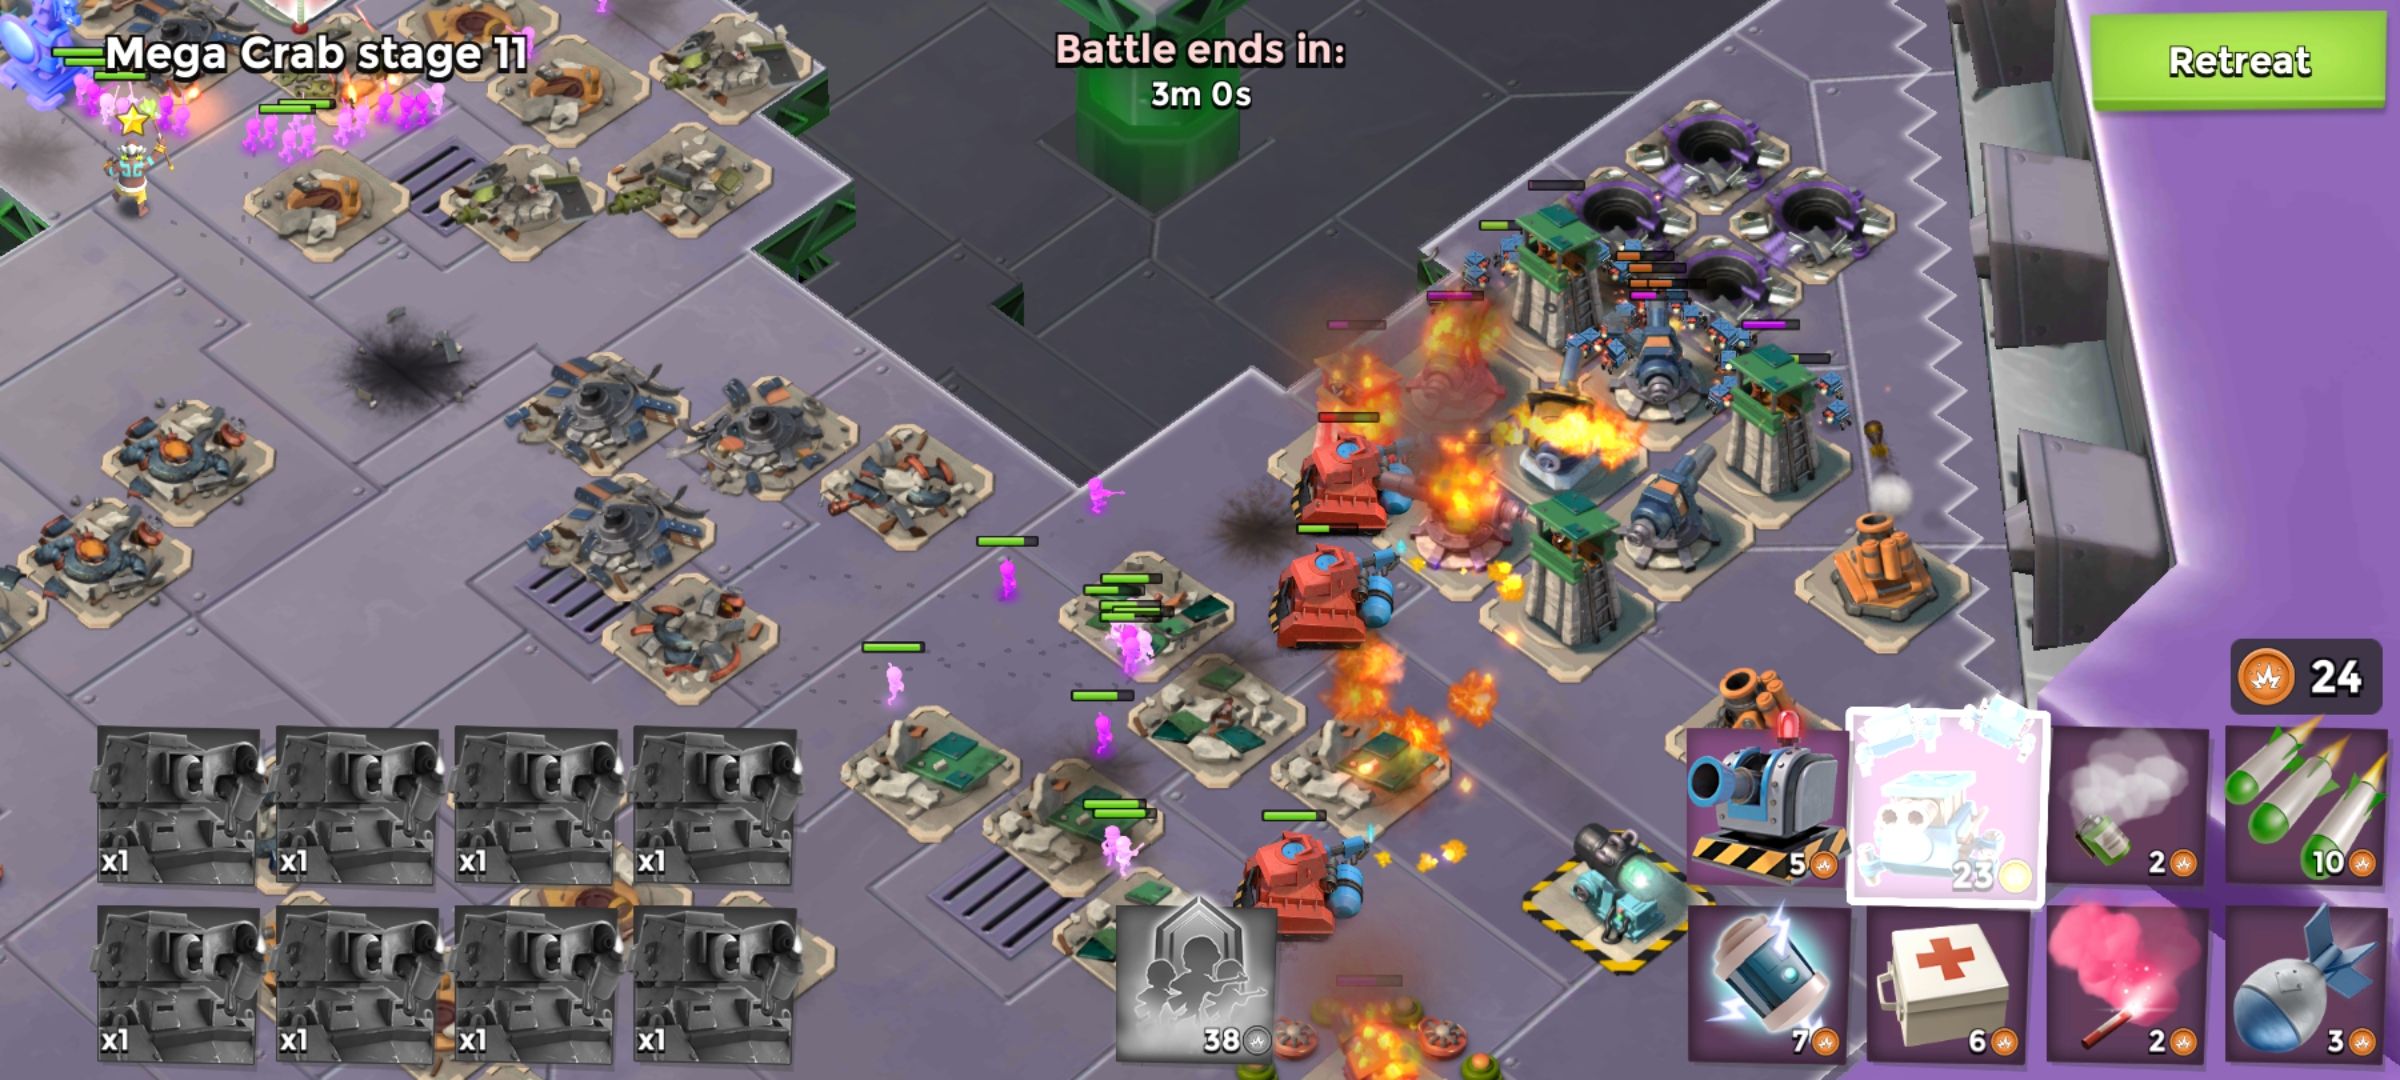 Mega Crab stage 11
Battle ends in:
3m 0s
Retreat
24
x1
x1
x1
x1
5
23
2
10
x1
x1
x1
x1
38
7
6
2
3